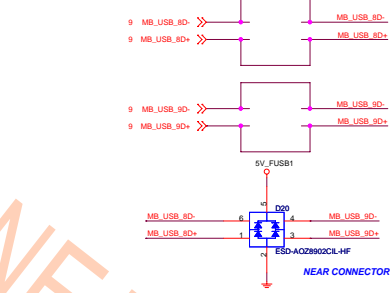 9 MB_USB_8D- MB_USB_8D-
9 MB_USB_8D+ MB_USB_8D+
9 MB_USB_9D- MB_USB_9D-
9 MB_USB_9D+ MB_USB_9D+
5V_FUSB1
5
D20
MB_USB_8D- 6 4 MB_USB_9D-
MB_USB_8D+ 1 3 MB_USB_9D+
2
ESD-AOZ8902CIL-HF
NEAR CONNECTOR